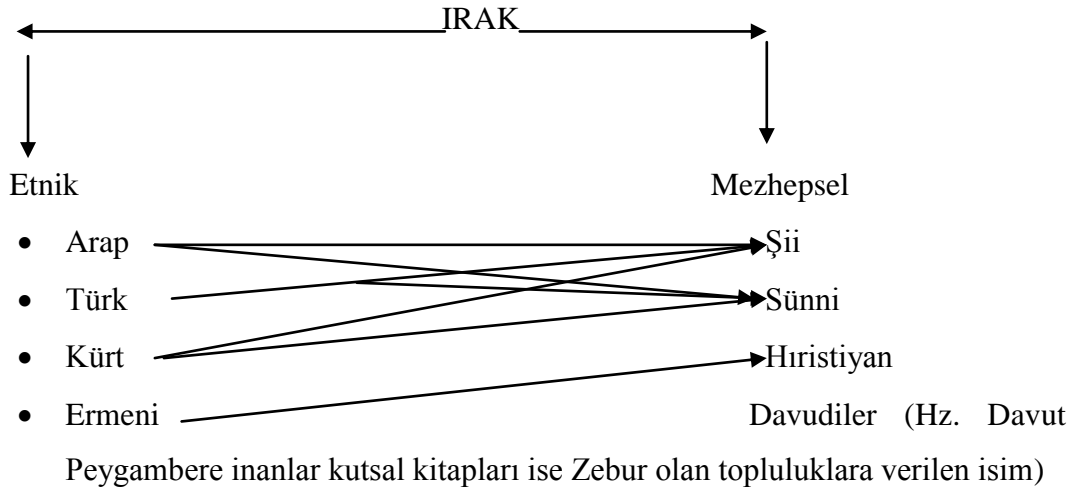 IRAK
Etnik Mezhepsel
• Arap Şii
• Türk Sünni
• Kürt Hıristiyan
• Ermeni Davudiler (Hz. Davut
Peygambere inanlar kutsal kitapları ise Zebur olan topluluklara verilen isim)